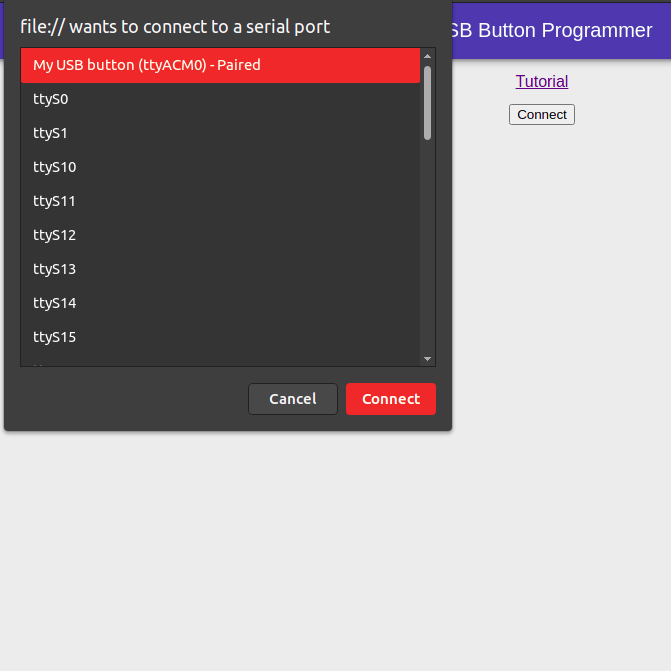 file:// wants to connect to a serial port
SB Button Programmer
My USB button (ttyACM0) - Paired
Tutorial
ttyS0
Connect
ttyS1
ttyS10
ttyS11
ttyS12
ttyS13
ttyS14
ttyS15
Cancel
Connect